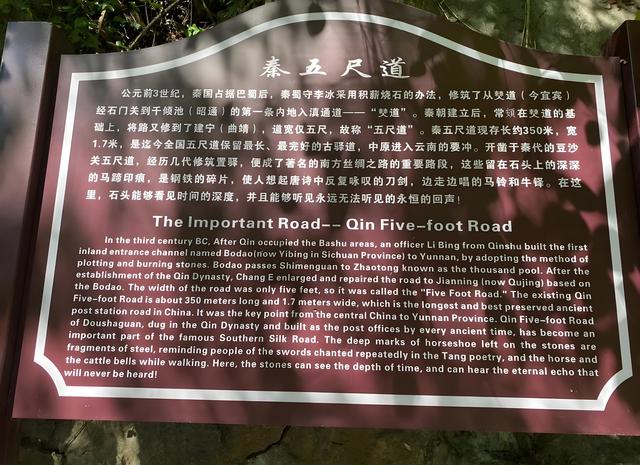 秦五尺道
公元前3世纪，秦国占据巴蜀后，秦蜀守李冰采用积薪烧石的办法，修筑了从僰道（今宜宾）
经石门关到千倾池（昭通）的第一条内地入滇通道——“僰道”。秦朝建立后，常頞在僰道的基
础上，将路又修到了建宁（曲靖），道宽仅五尺，故称“五尺道”。秦五尺道现存长约350米，宽
1.7米，是迄今全国五尺道保留最长、最完好的古驿道，中原进入云南的要冲。开凿于秦代的豆沙
关五尺道，经历几代修筑置驿，便成了著名的南方丝绸之路的重要路段，这些留在石头上的深深
的马蹄印痕，是钢铁的碎片，使人想起唐诗中反复咏叹的刀剑，边走边唱的马铃和牛铎。在这
里，石头能够看见时间的深度，并且能够听见永远无法听见的永恒的回声！
The Important Road-- Qin Five-foot Road
In the third century BC, After Qin occupied the Bashu areas, an officer Li Bing from Qinshu built the first
inland entrance channel named Bodao(now Yibing in Sichuan Province) to Yunnan, by adopting the method of
plotting and burning stones. Bodao passes Shimenguan to Zhaotong known as the thousand pool. After the
establishment of the Qin Dynasty, Chang E enlarged and repaired the road to Jianning (now Qujing) based on
the Bodao. The width of the road was only five feet, so it was called the "Five Foot Road." The existing Qin
Five-foot Road is about 350 meters long and 1.7 meters wide, which is the longest and best preserved ancient
post station road in China. It was the key point from the central China to Yunnan Province. Qin Five-foot Road
of Doushaguan, dug in the Qin Dynasty and built as the post offices by every ancient time, has become an
important part of the famous Southern Silk Road. The deep marks of horseshoe left on the stones are
fragments of steel, reminding people of the swords chanted repeatedly in the Tang poetry, and the horse and
the cattle bells while walking. Here, the stones can see the depth of time, and can hear the eternal echo that
will never be heard!